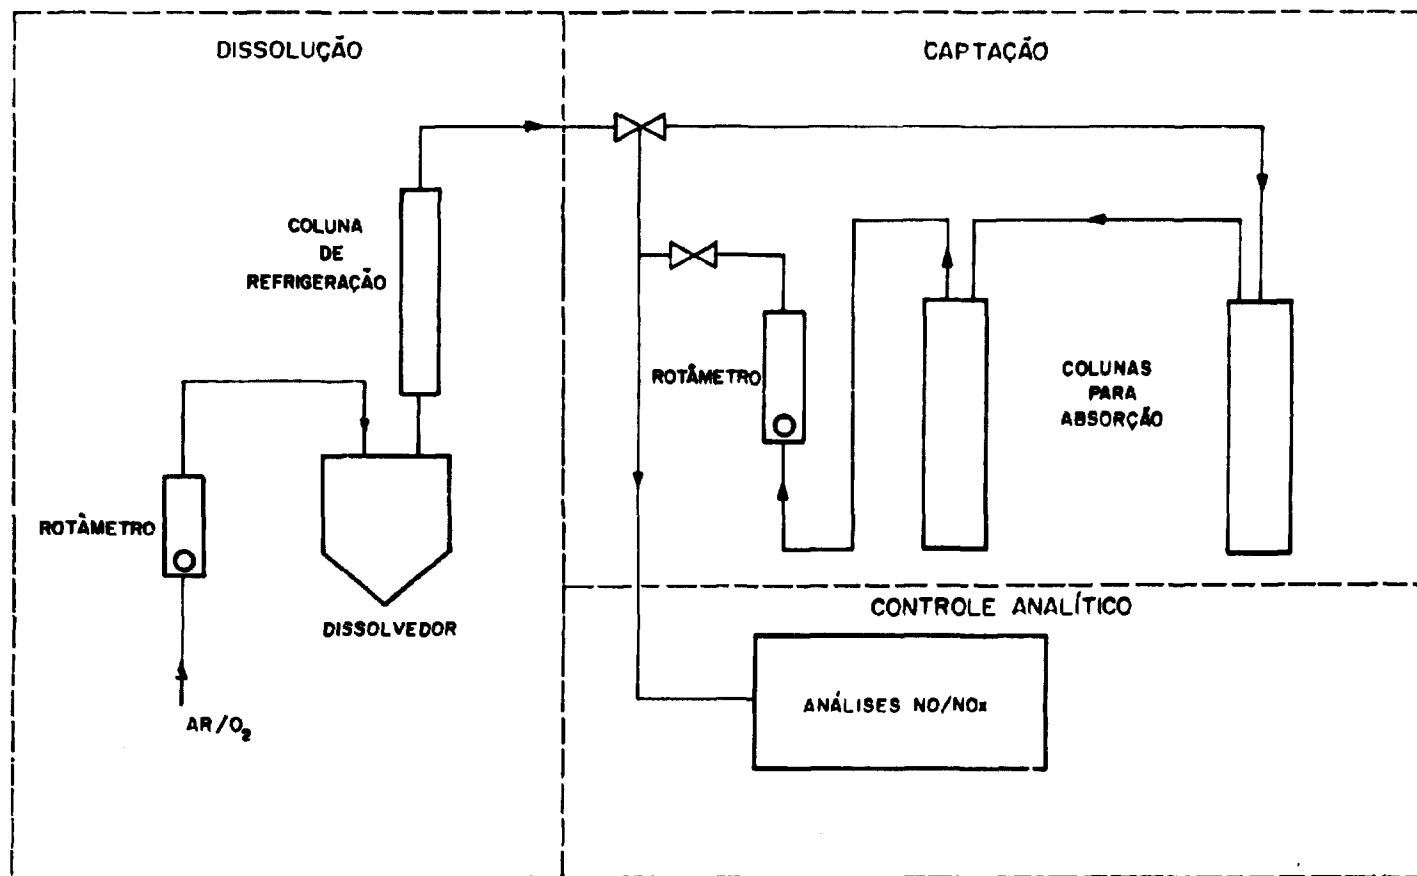 DISSOLUÇÃO
CAPTAÇÃO
COLUNA
DE
REFRIGERAÇÃO
ROTÂMETRO
COLUNAS
PARA
ABSORÇÃO
ROTÂMETRO
DISSOLVEDOR
AR/O₂
CONTROLE ANALÍTICO
ANÁLISES NO/NOx